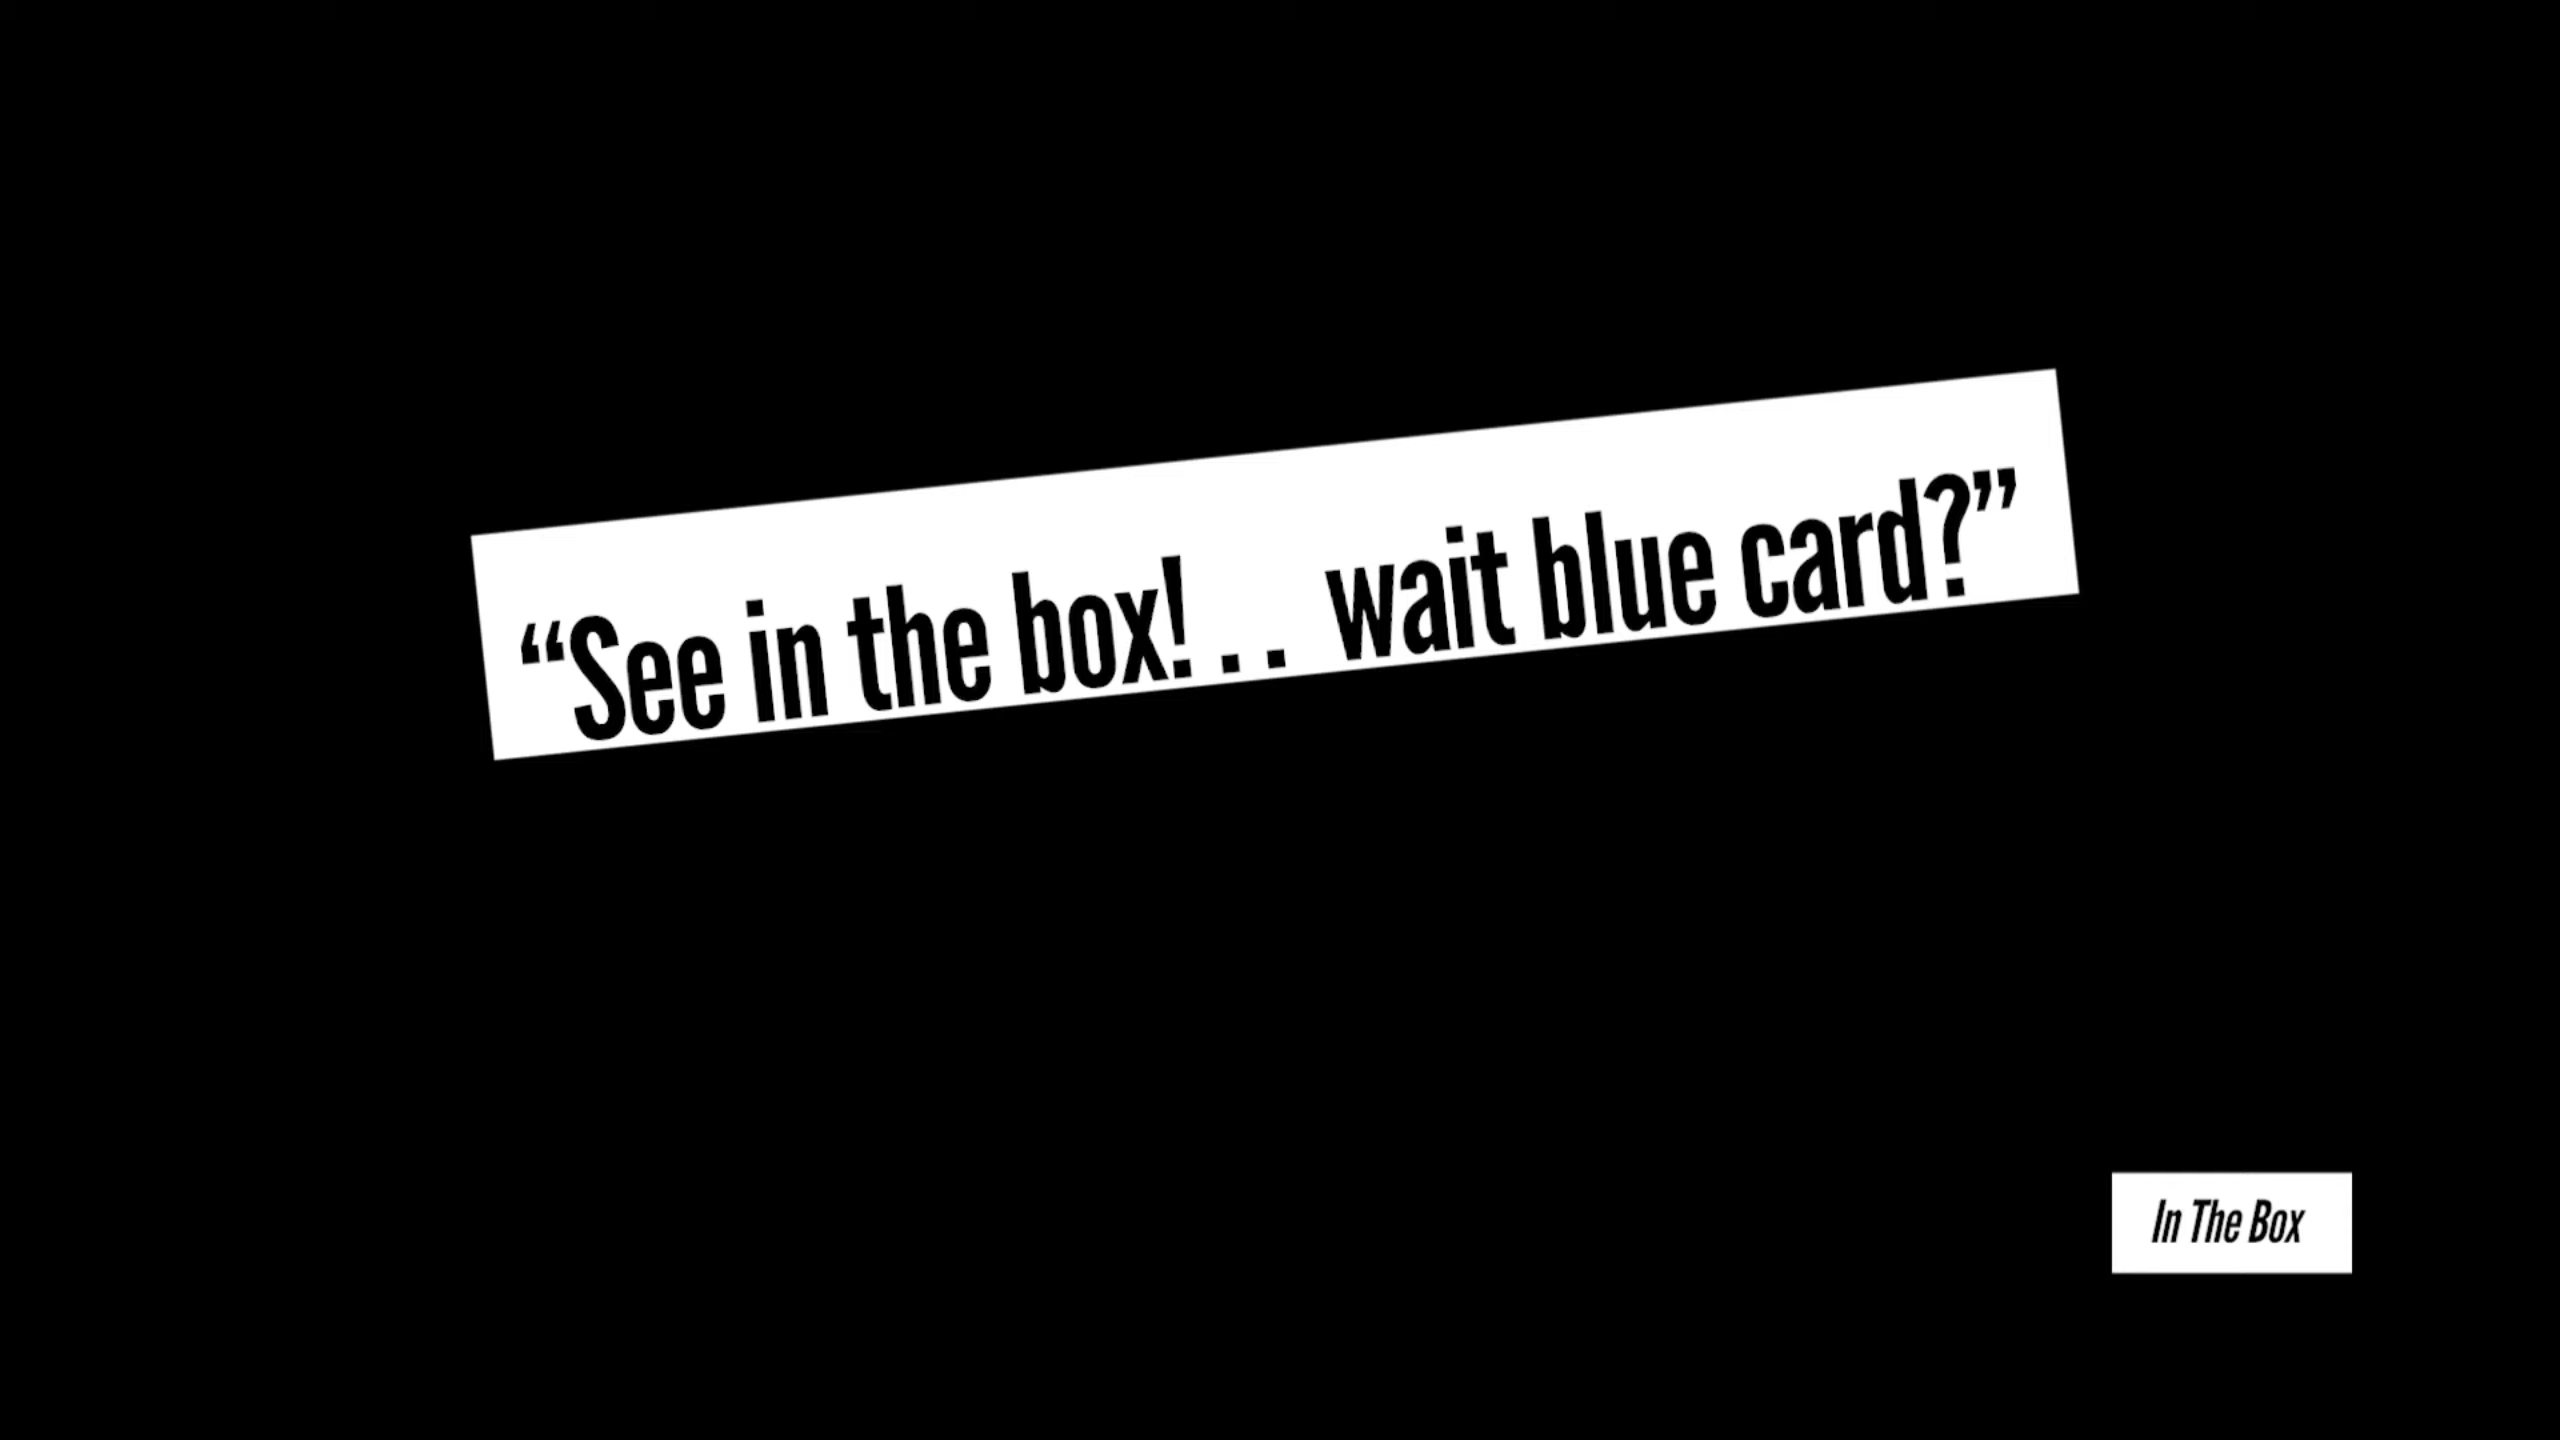 “See in the box!.. wait blue card?”
In The Box